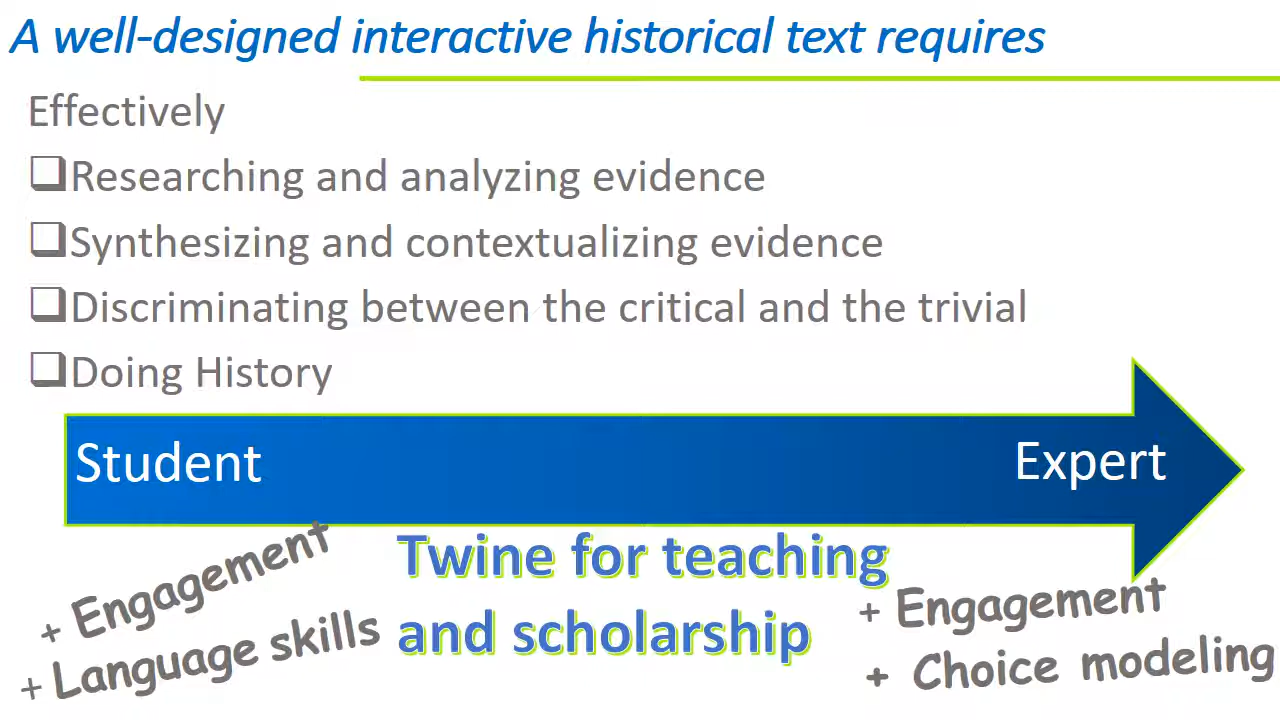 A well-designed interactive historical text requires
Effectively
❑Researching and analyzing evidence
❑Synthesizing and contextualizing evidence
❑Discriminating between the critical and the trivial
❑Doing History
Student
Expert
+ Engagement
+ Language skills
Twine for teaching
and scholarship
+ Engagement
+ Choice modeling